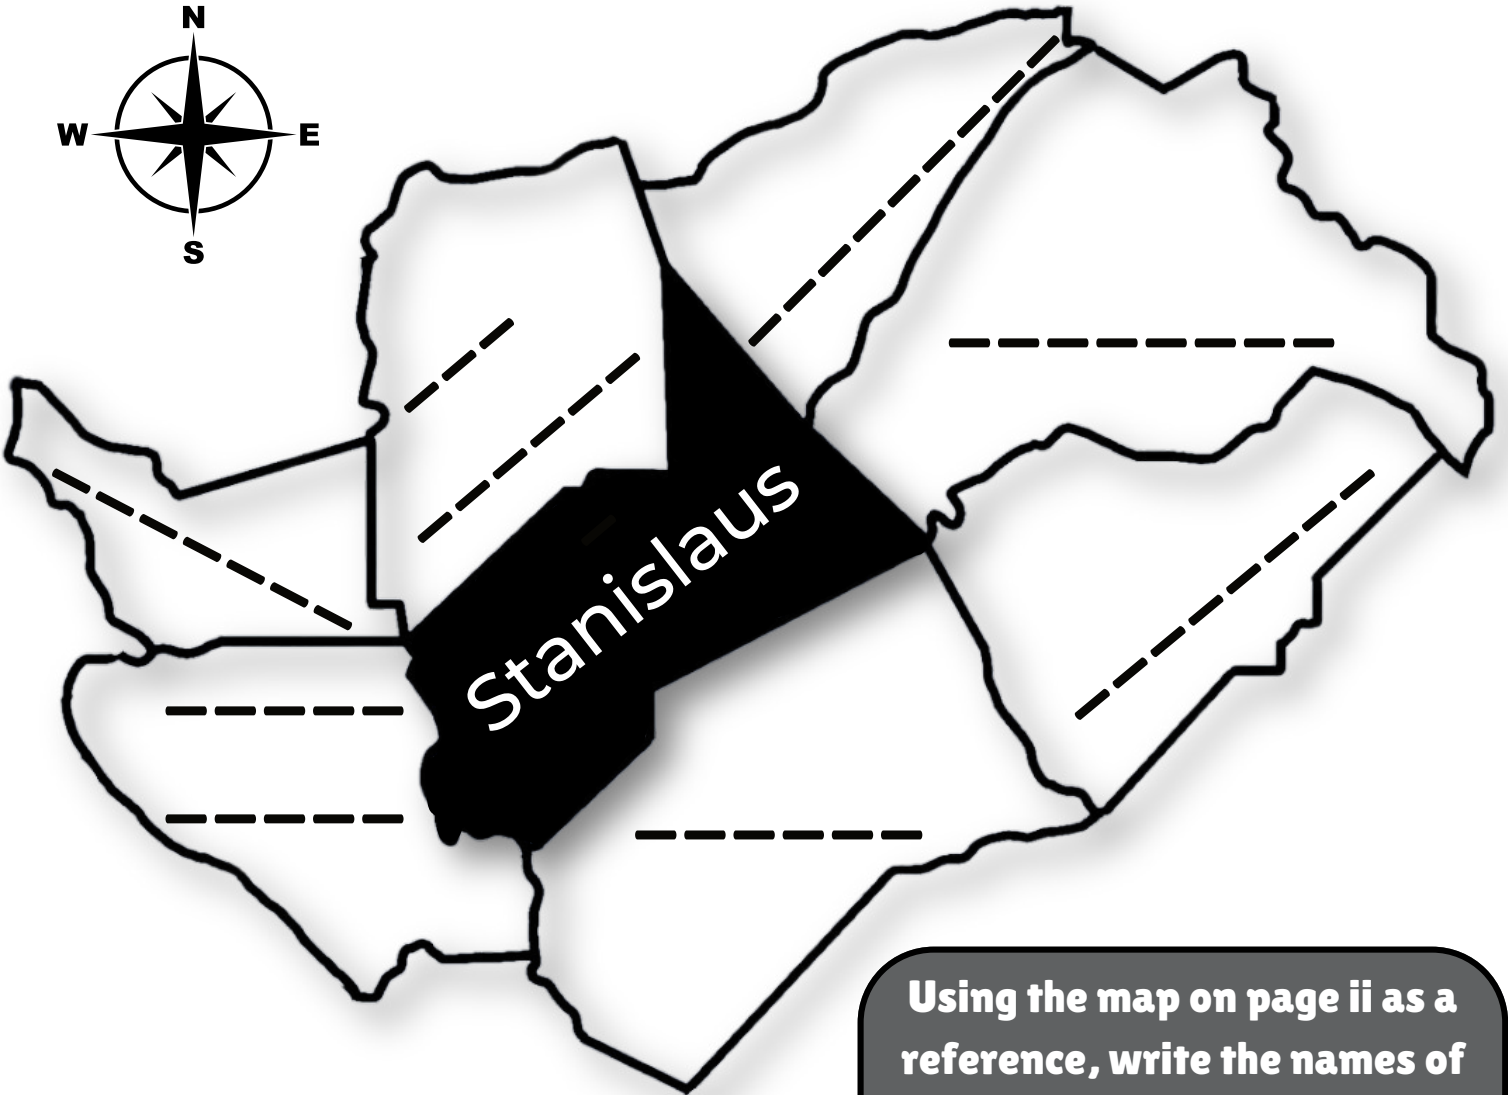 N
W E
S
Stanislaus
Using the map on page ii as a
reference, write the names of